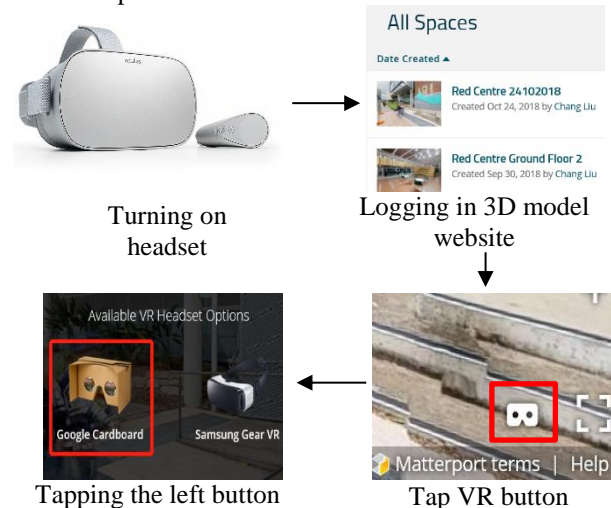 oculus
All Spaces
Date Created ▲
Red Centre 24102018
Created Oct 24, 2018 by Chang Liu
Red Centre Ground Floor 2
Created Sep 30, 2018 by Chang Liu
Turning on
headset
Logging in 3D model
website
Available VR Headset Options
Google Cardboard
Samsung Gear VR
Matterport terms | Help
Tapping the left button
Tap VR button